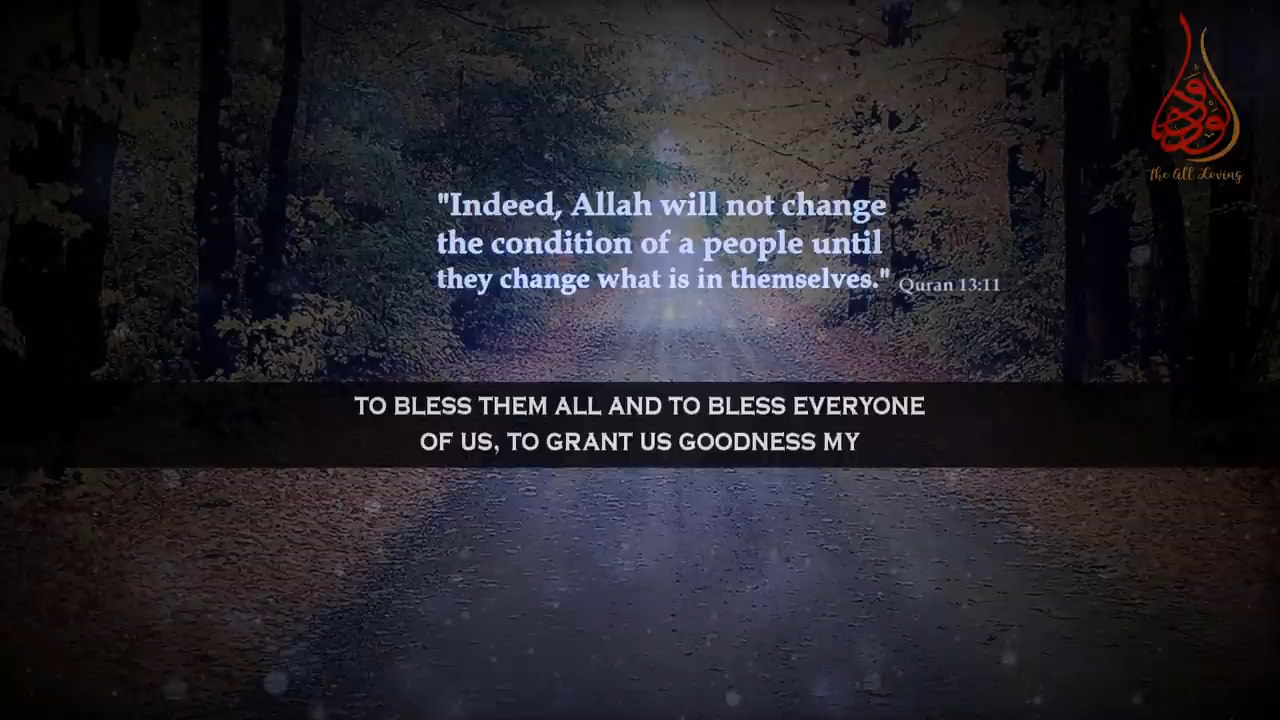 "Indeed, Allah will not change
the condition of a people until
they change what is in themselves." Quran 13:11
TO BLESS THEM ALL AND TO BLESS EVERYONE
OF US, TO GRANT US GOODNESS MY
The All Loving